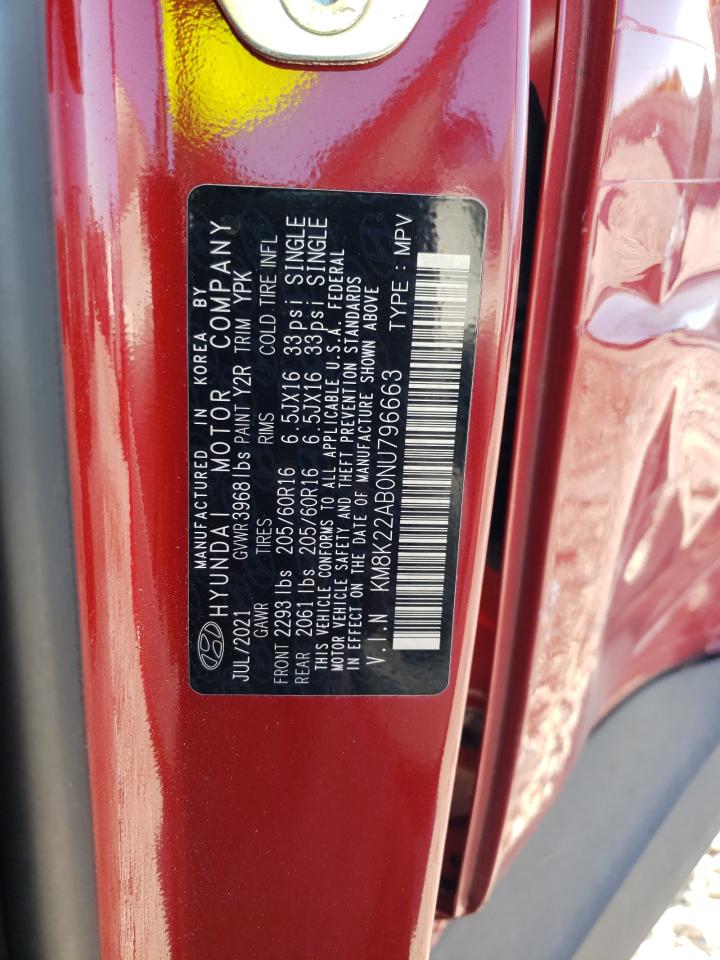 MANUFACTURED IN KOREA BY
HYUNDAI MOTOR COMPANY
JUL/2021 GVWR 3968 lbs PAINT Y2R TRIM YPK
GAWR TIRES RIMS COLD TIRE INFL
FRONT 2293 lbs 205/60R16 6.5JX16 33psi SINGLE
REAR 2061 lbs 205/60R16 6.5JX16 33psi SINGLE
THIS VEHICLE CONFORMS TO ALL APPLICABLE U.S.A. FEDERAL
MOTOR VEHICLE SAFETY AND THEFT PREVENTION STANDARDS
IN EFFECT ON THE DATE OF MANUFACTURE SHOWN ABOVE
V.I.N KM8K22AB0NU796663 TYPE : MPV